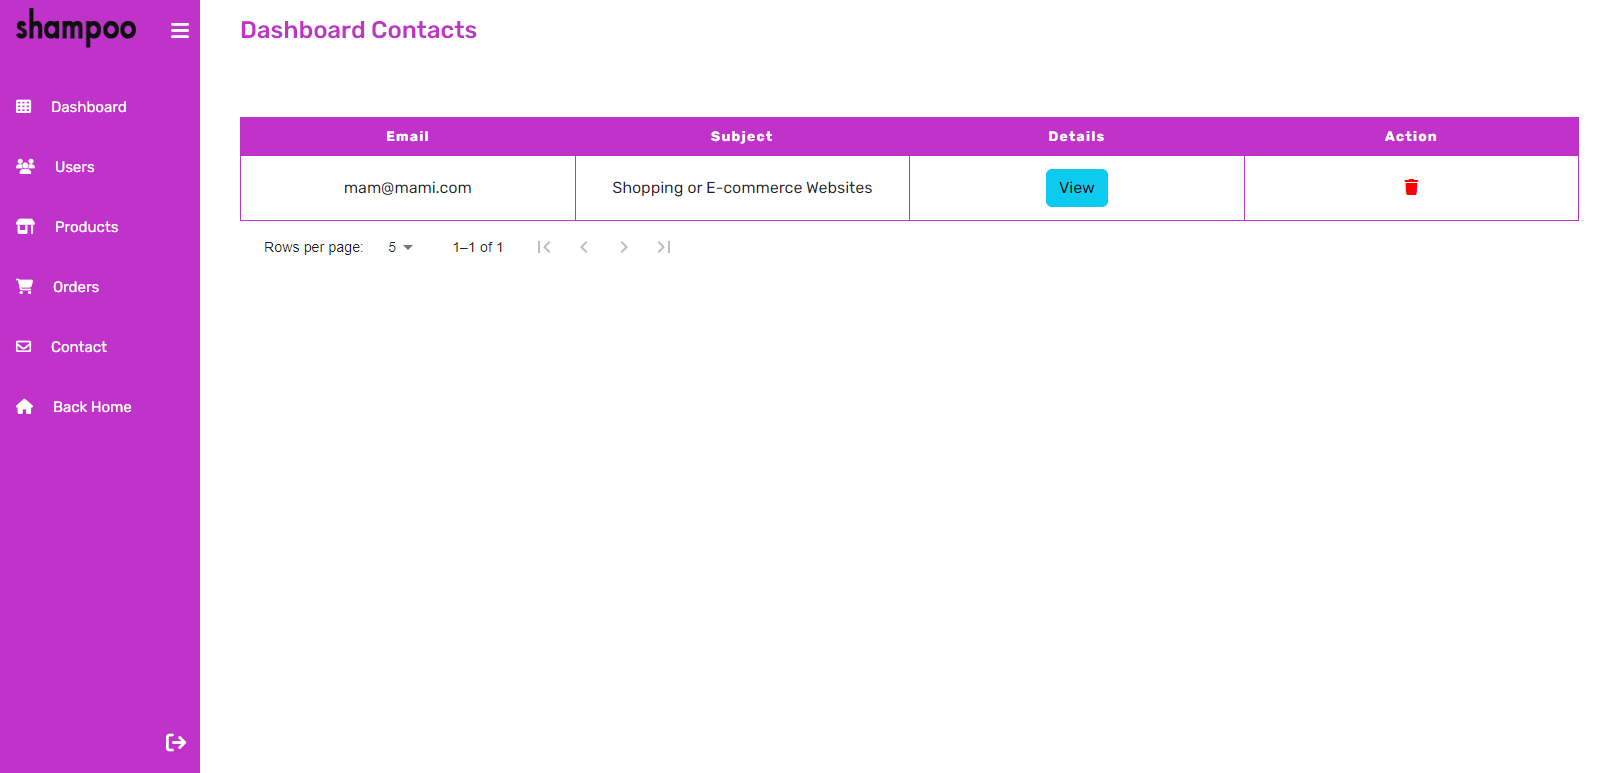 shampoo
Dashboard
Users
Products
Orders
Contact
Back Home
Dashboard Contacts
Email Subject Details Action
mam@mami.com Shopping or E-commerce Websites View
Rows per page: 5 1–1 of 1